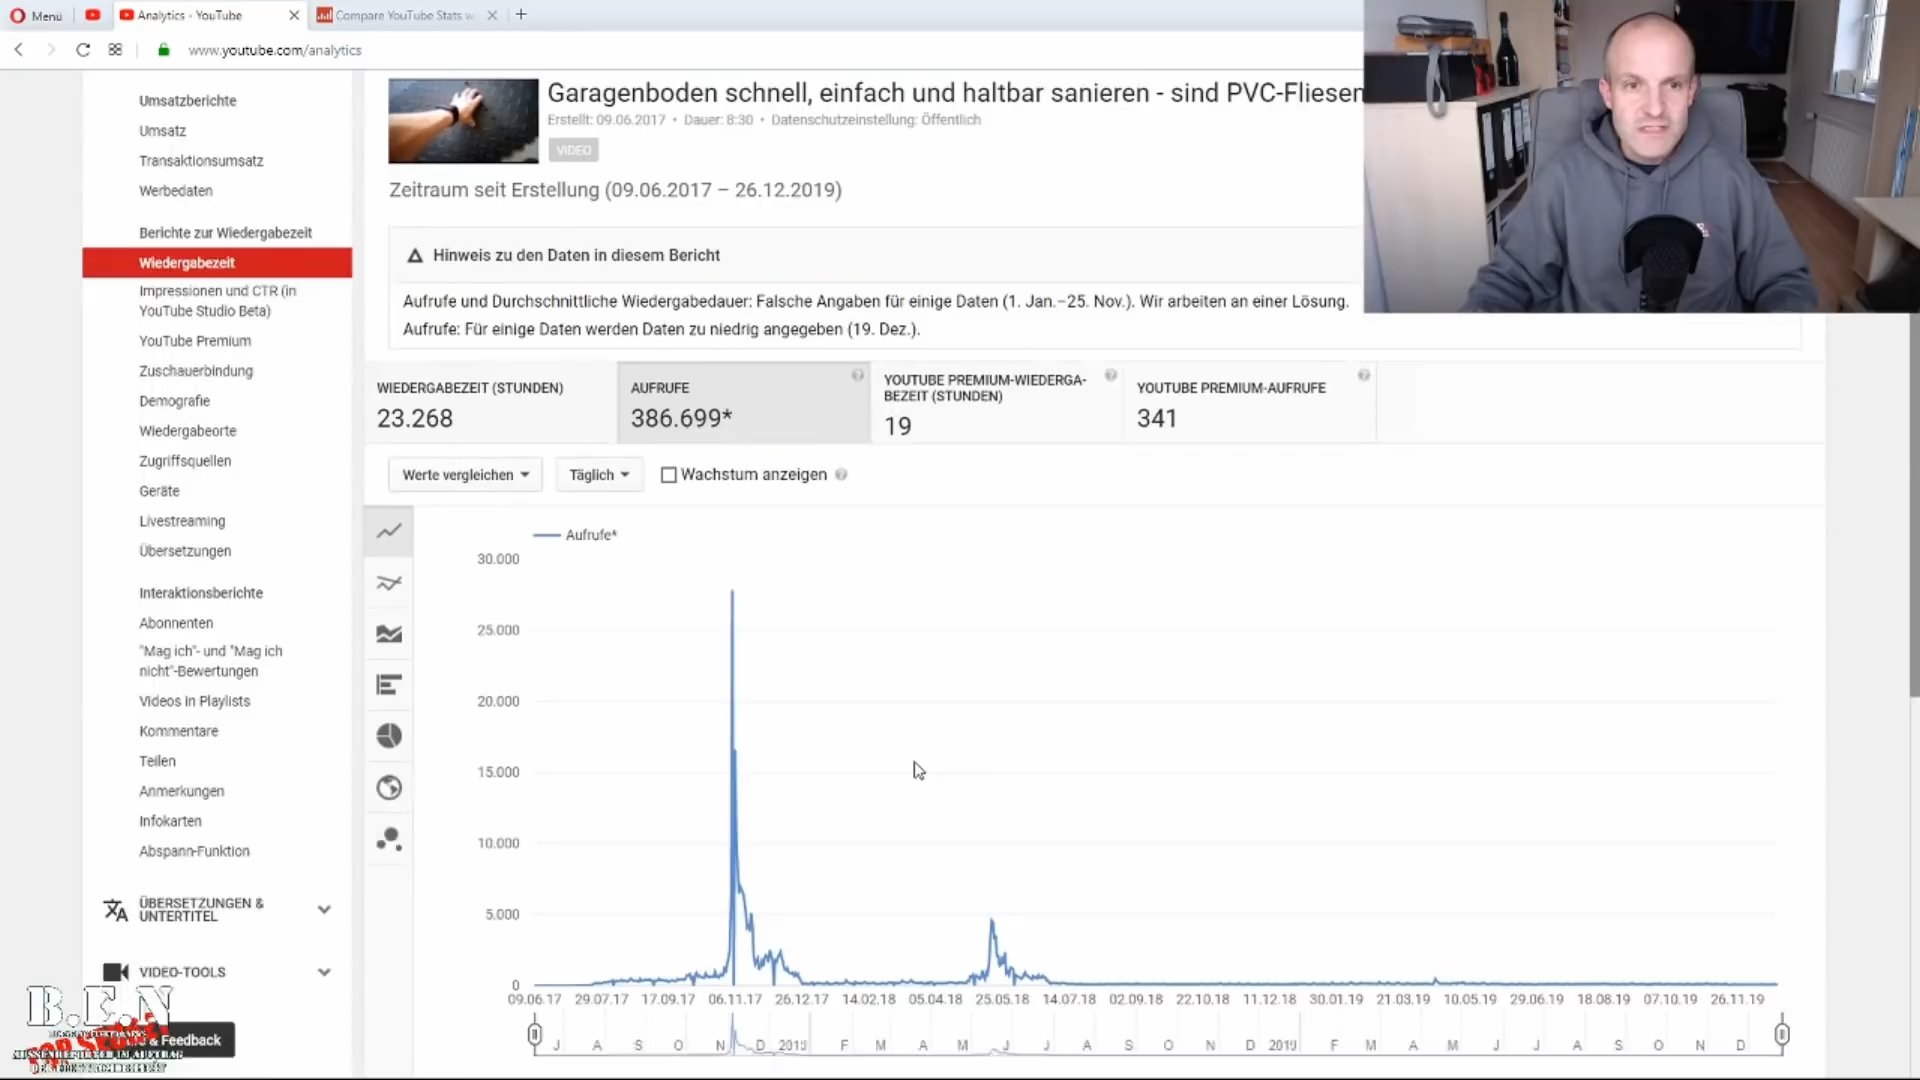 Menü
Analytics - YouTube
Compare YouTube Stats w
www.youtube.com/analytics
Umsatzberichte
Umsatz
Transaktionsumsatz
Werbedaten
Berichte zur Wiedergabezeit
Wiedergabezeit
Impressionen und CTR (in
YouTube Studio Beta)
YouTube Premium
Zuschauerbindung
Demografie
Wiedergabeorte
Zugriffsquellen
Geräte
Livestreaming
Übersetzungen
Interaktionsberichte
Abonnenten
"Mag ich"- und "Mag ich
nicht"-Bewertungen
Videos in Playlists
Kommentare
Teilen
Anmerkungen
Infokarten
Abspann-Funktion
ÜBERSETZUNGEN &
UNTERTITEL
VIDEO-TOOLS
B.E.N
TOP SECRET
& Feedback
Garagenboden schnell, einfach und haltbar sanieren - sind PVC-Fliesen
Erstellt: 09.06.2017 • Dauer: 8:30 • Datenschutzeinstellung: Öffentlich
VIDEO
Zeitraum seit Erstellung (09.06.2017 – 26.12.2019)
Hinweis zu den Daten in diesem Bericht
Aufrufe und Durchschnittliche Wiedergabedauer: Falsche Angaben für einige Daten (1. Jan.–25. Nov.). Wir arbeiten an einer Lösung.
Aufrufe: Für einige Daten werden Daten zu niedrig angegeben (19. Dez.).
WIEDERGABEZEIT (STUNDEN)
23.268
AUFRUFE
386.699*
YOUTUBE PREMIUM-WIEDERGA-
BEZEIT (STUNDEN)
19
YOUTUBE PREMIUM-AUFRUFE
341
Werte vergleichen
Täglich
Wachstum anzeigen
Aufrufe*
30.000
25.000
20.000
15.000
10.000
5.000
0
09.06.17 29.07.17 17.09.17 06.11.17 26.12.17 14.02.18 05.04.18 25.05.18 14.07.18 02.09.18 22.10.18 11.12.18 30.01.19 21.03.19 10.05.19 29.06.19 18.08.19 07.10.19 26.11.19
J A S O N D 2018 F M A M J J A S O N D 2019 F M A M J J A S O N D